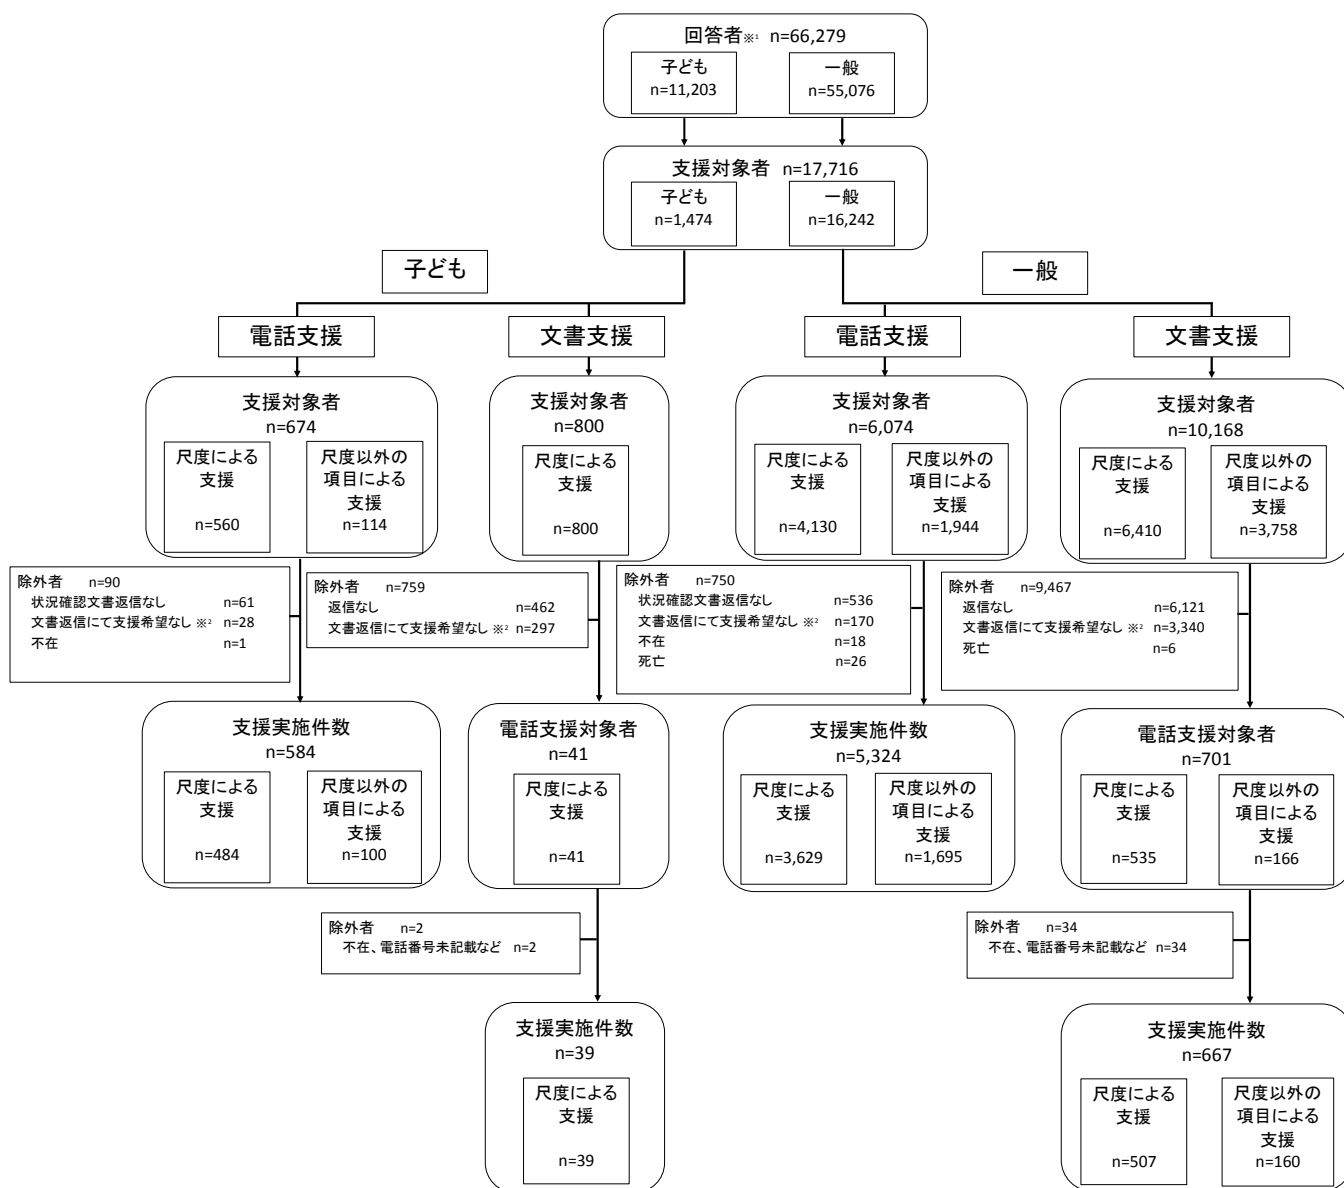 回答者※¹ n=66,279
子ども
n=11,203
一般
n=55,076
支援対象者 n=17,716
子ども
n=1,474
一般
n=16,242
子ども
一般
電話支援
文書支援
電話支援
文書支援
支援対象者
n=674
尺度による
支援
n=560
尺度以外の
項目による
支援
n=114
支援対象者
n=800
尺度による
支援
n=800
支援対象者
n=6,074
尺度による
支援
n=4,130
尺度以外の
項目による
支援
n=1,944
支援対象者
n=10,168
尺度による
支援
n=6,410
尺度以外の
項目による
支援
n=3,758
除外者 n=90
状況確認文書返信なし n=61
文書返信にて支援希望なし ※² n=28
不在 n=1
除外者 n=759
返信なし n=462
文書返信にて支援希望なし ※² n=297
除外者 n=750
状況確認文書返信なし n=536
文書返信にて支援希望なし ※² n=170
不在 n=18
死亡 n=26
除外者 n=9,467
返信なし n=6,121
文書返信にて支援希望なし ※² n=3,340
死亡 n=6
支援実施件数
n=584
尺度による
支援
n=484
尺度以外の
項目による
支援
n=100
電話支援対象者
n=41
尺度による
支援
n=41
支援実施件数
n=5,324
尺度による
支援
n=3,629
尺度以外の
項目による
支援
n=1,695
電話支援対象者
n=701
尺度による
支援
n=535
尺度以外の
項目による
支援
n=166
除外者 n=2
不在、電話番号未記載など n=2
除外者 n=34
不在、電話番号未記載など n=34
支援実施件数
n=39
尺度による
支援
n=39
支援実施件数
n=667
尺度による
支援
n=507
尺度以外の
項目による
支援
n=160